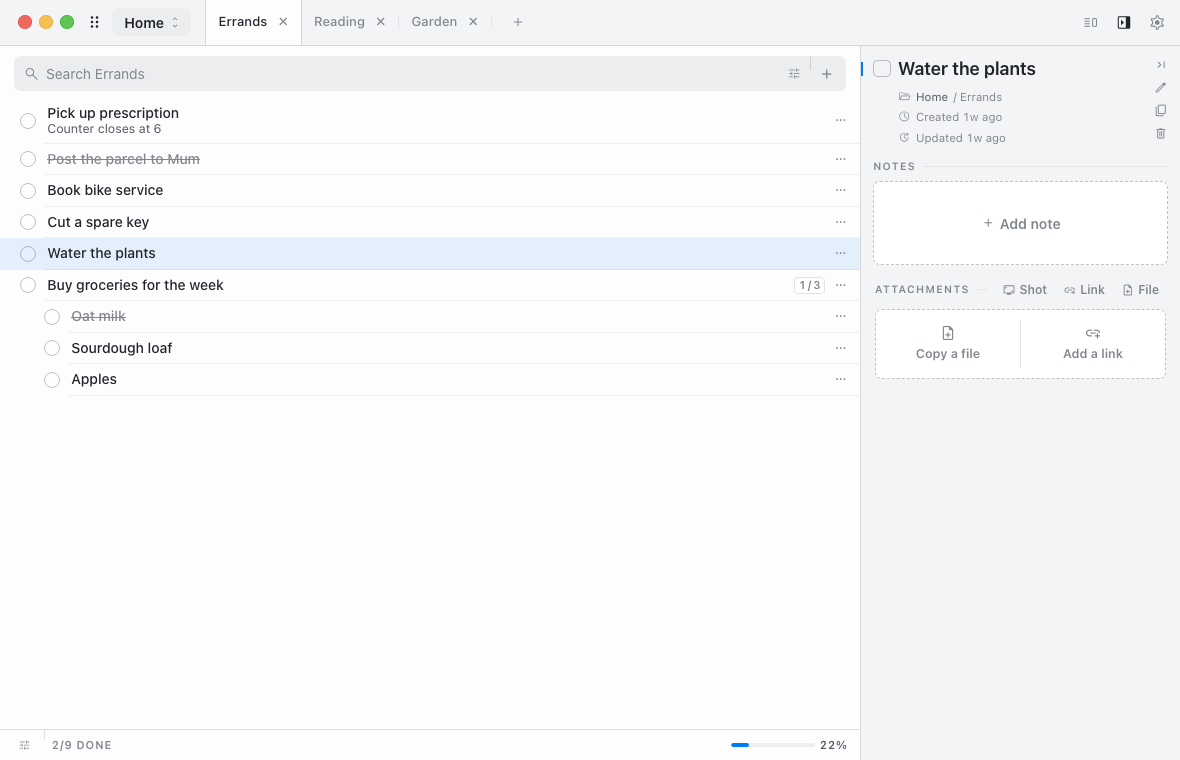 Home
Errands
Reading
Garden
Search Errands
Pick up prescription
Counter closes at 6
Post the parcel to Mum
Book bike service
Cut a spare key
Water the plants
Buy groceries for the week
1/3
Oat milk
Sourdough loaf
Apples
2/9 DONE
22%
Water the plants
Home / Errands
Created 1w ago
Updated 1w ago
NOTES
+ Add note
ATTACHMENTS
Shot
Link
File
Copy a file
Add a link